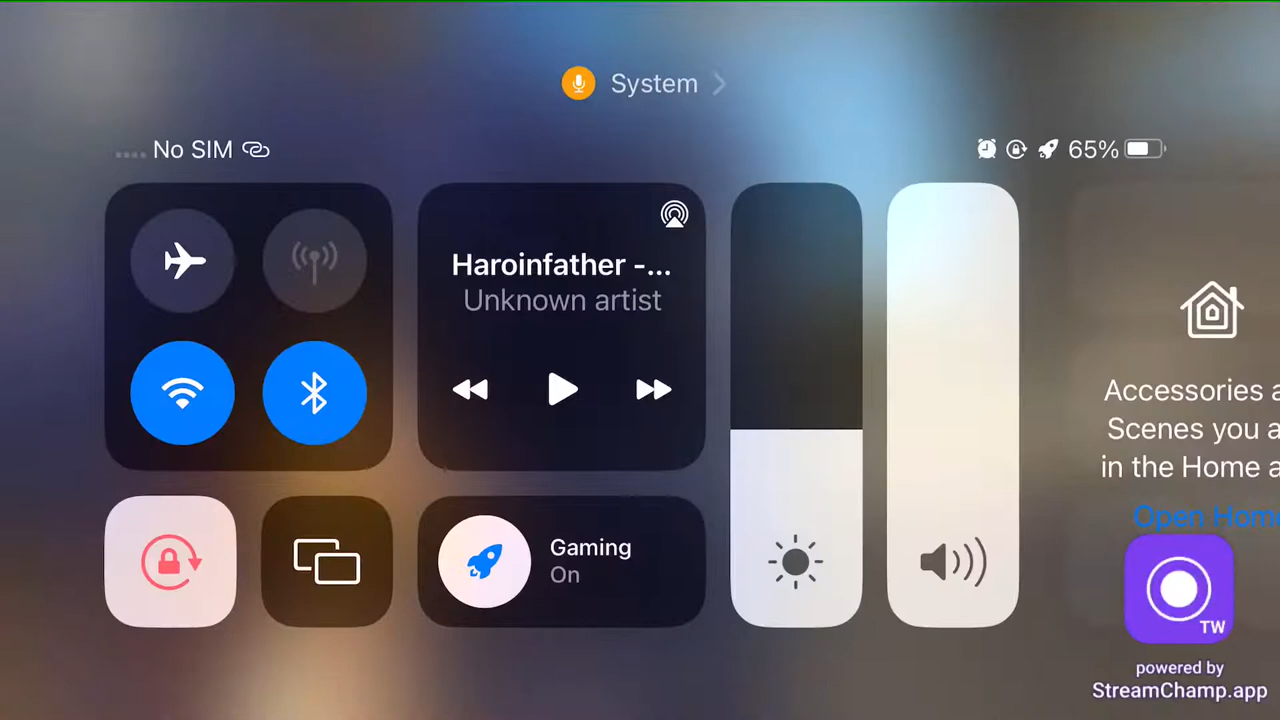 System
No SIM
65%
Haroinfather -...
Unknown artist
Accessories a
Scenes you a
in the Home a
Open Home
Gaming
On
TW
powered by
StreamChamp.app